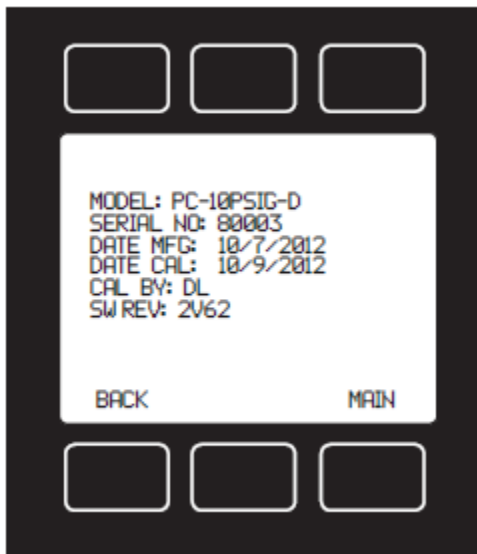 MODEL: PC-10PSIG-D
SERIAL NO: 80003
DATE MFG: 10/7/2012
DATE CAL: 10/9/2012
CAL BY: DL
SW REV: 2V62
BACK MAIN